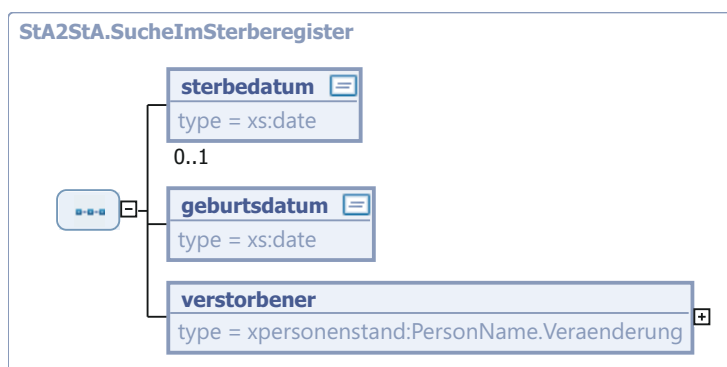 StA2StA.SucheImSterberegister
sterbedatum
type = xs:date
0..1
geburtsdatum
type = xs:date
verstorbener
type = xpersonenstand:PersonName.Veraenderung